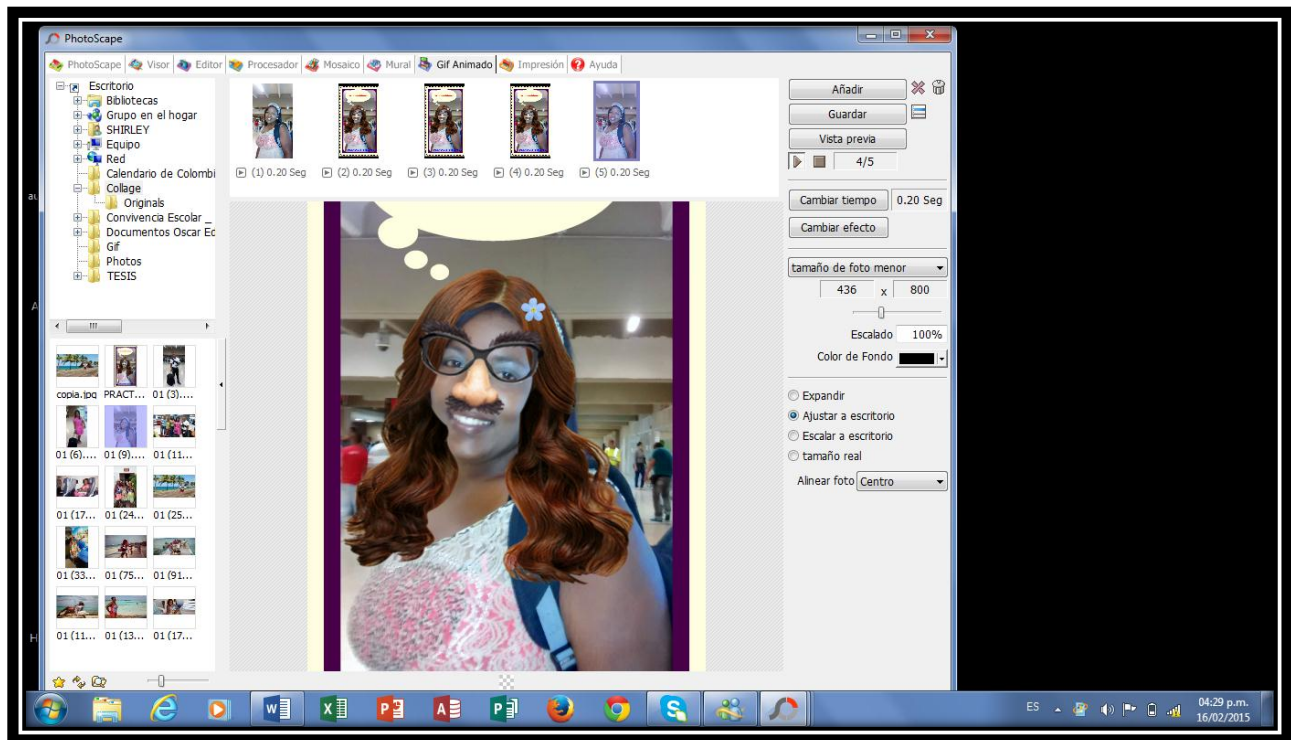 PhotoScape
PhotoScape Visor Editor Procesador Mosaico Mural Gif Animado Impresión Ayuda
Escritorio
Bibliotecas
Grupo en el hogar
SHIRLEY
Equipo
Red
Calendario de Colombi
Collage
Originals
Convivencia Escolar _
Documentos Oscar Ed
Gif
Photos
TESIS
copia.jpg PRACT... 01 (3)....
01 (6).... 01 (9).... 01 (11...
01 (17... 01 (24... 01 (25...
01 (33... 01 (75... 01 (91...
01 (11... 01 (13... 01 (17...
(1) 0.20 Seg (2) 0.20 Seg (3) 0.20 Seg (4) 0.20 Seg (5) 0.20 Seg
Añadir
Guardar
Vista previa
4/5
Cambiar tiempo 0.20 Seg
Cambiar efecto
tamaño de foto menor
436 x 800
Escalado 100%
Color de Fondo
Expandir
Ajustar a escritorio
Escalar a escritorio
tamaño real
Alinear foto Centro
ES 04:29 p.m.
16/02/2015